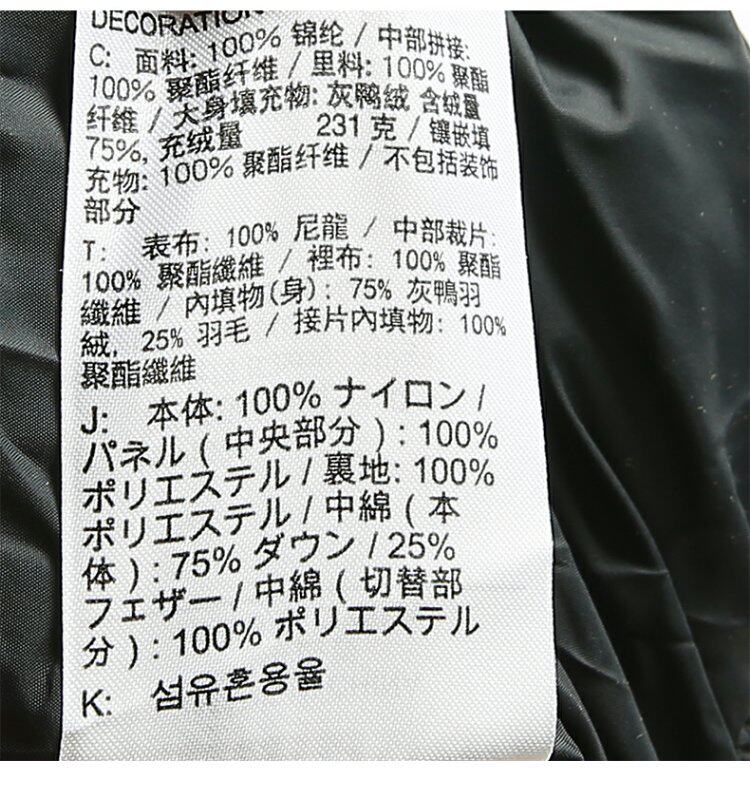 DECORATION
C: 面料: 100% 锦纶 / 中部拼接:
100% 聚酯纤维 / 里料: 100% 聚酯
纤维 / 大身填充物: 灰鸭绒 含绒量
75%, 充绒量 231 克 / 镶嵌填
充物: 100% 聚酯纤维 / 不包括装饰
部分
T: 表布: 100% 尼龍 / 中部裁片:
100% 聚酯纖維 / 裡布: 100% 聚酯
纖維 / 內填物(身): 75% 灰鴨羽
絨, 25% 羽毛 / 接片內填物: 100%
聚酯纖維
J: 本体: 100% ナイロン /
パネル ( 中央部分 ) : 100%
ポリエステル / 裏地: 100%
ポリエステル / 中綿 ( 本
体 ) : 75% ダウン / 25%
フェザー / 中綿 ( 切替部
分 ) : 100% ポリエステル
K: 섬유혼용율